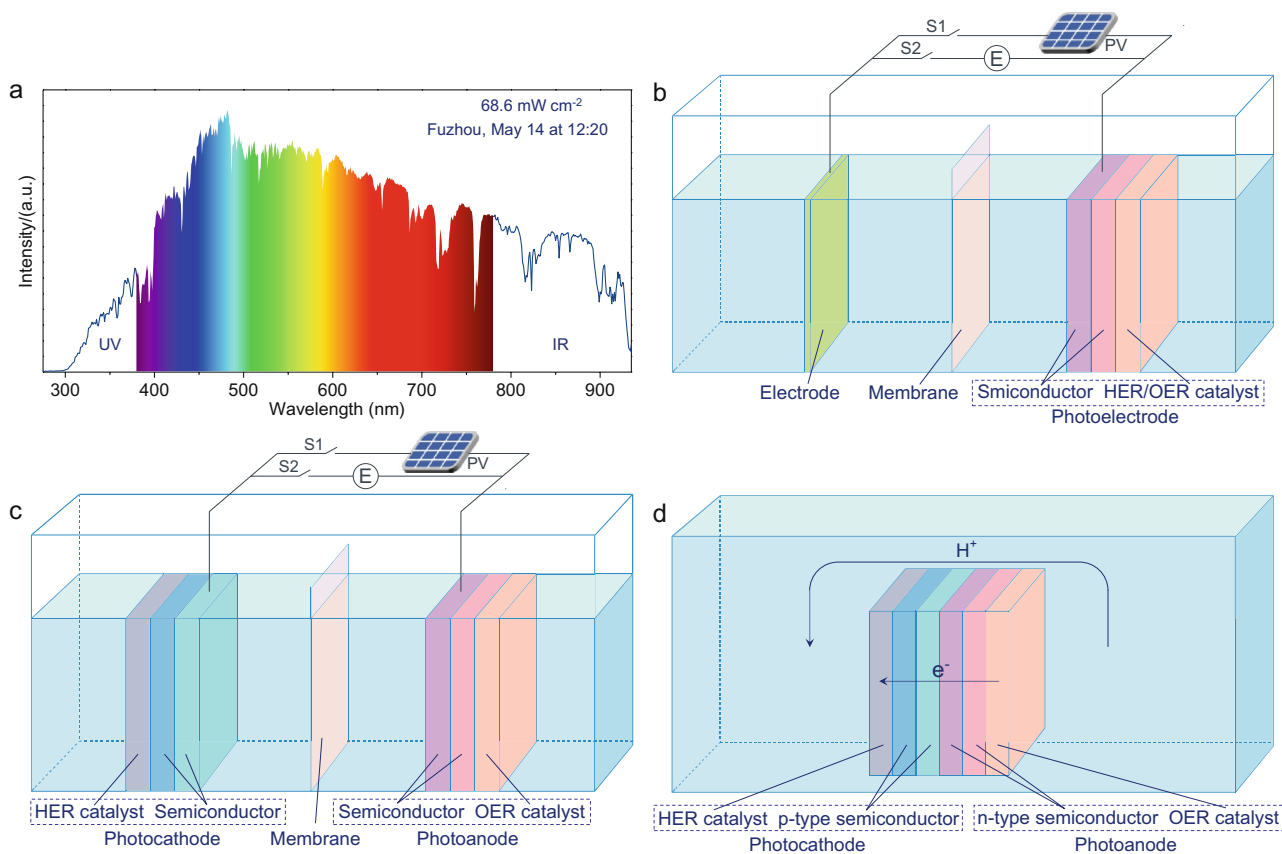 a
68.6 mW cm-2
Fuzhou, May 14 at 12:20
Intensity/(a.u.)
UV
IR
300 400 500 600 700 800 900
Wavelength (nm)
b
S1
S2
E
PV
Electrode
Membrane
Smiconductor HER/OER catalyst
Photoelectrode
c
S1
S2
E
PV
HER catalyst Semiconductor
Photocathode
Membrane
Semiconductor OER catalyst
Photoanode
d
H+
e-
HER catalyst p-type semiconductor
Photocathode
n-type semiconductor OER catalyst
Photoanode